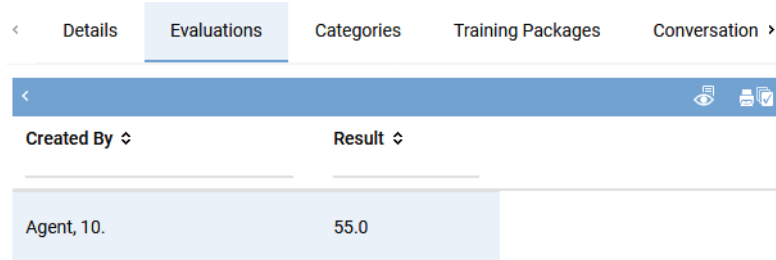 Details Evaluations Categories Training Packages Conversation
Created By Result
Agent, 10. 55.0